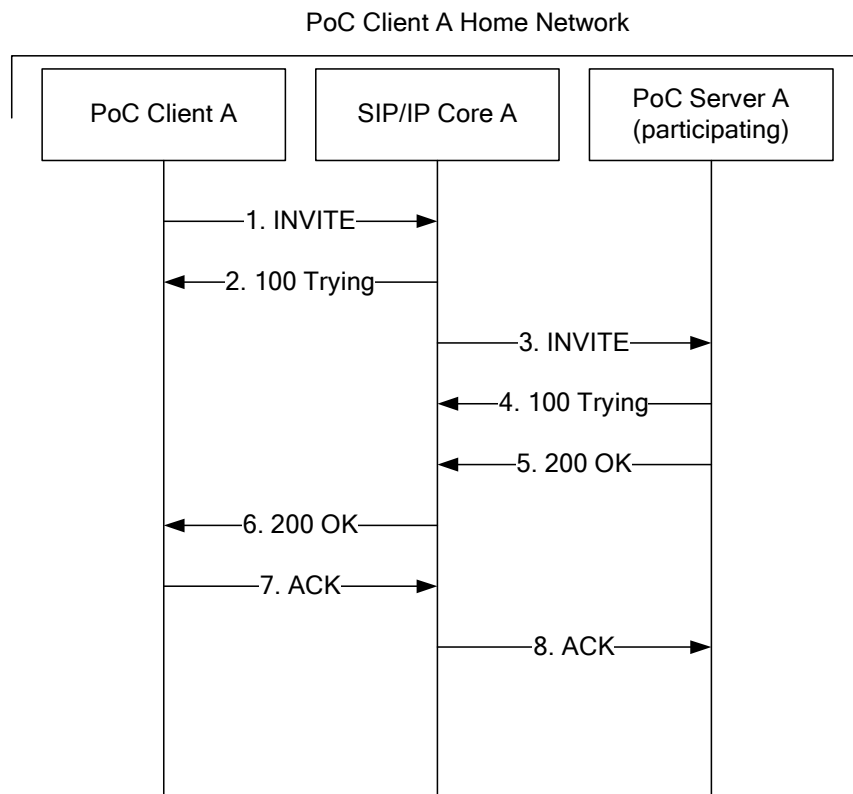 PoC Client A Home Network
PoC Client A
SIP/IP Core A
PoC Server A
(participating)
1. INVITE
2. 100 Trying
3. INVITE
4. 100 Trying
5. 200 OK
6. 200 OK
7. ACK
8. ACK